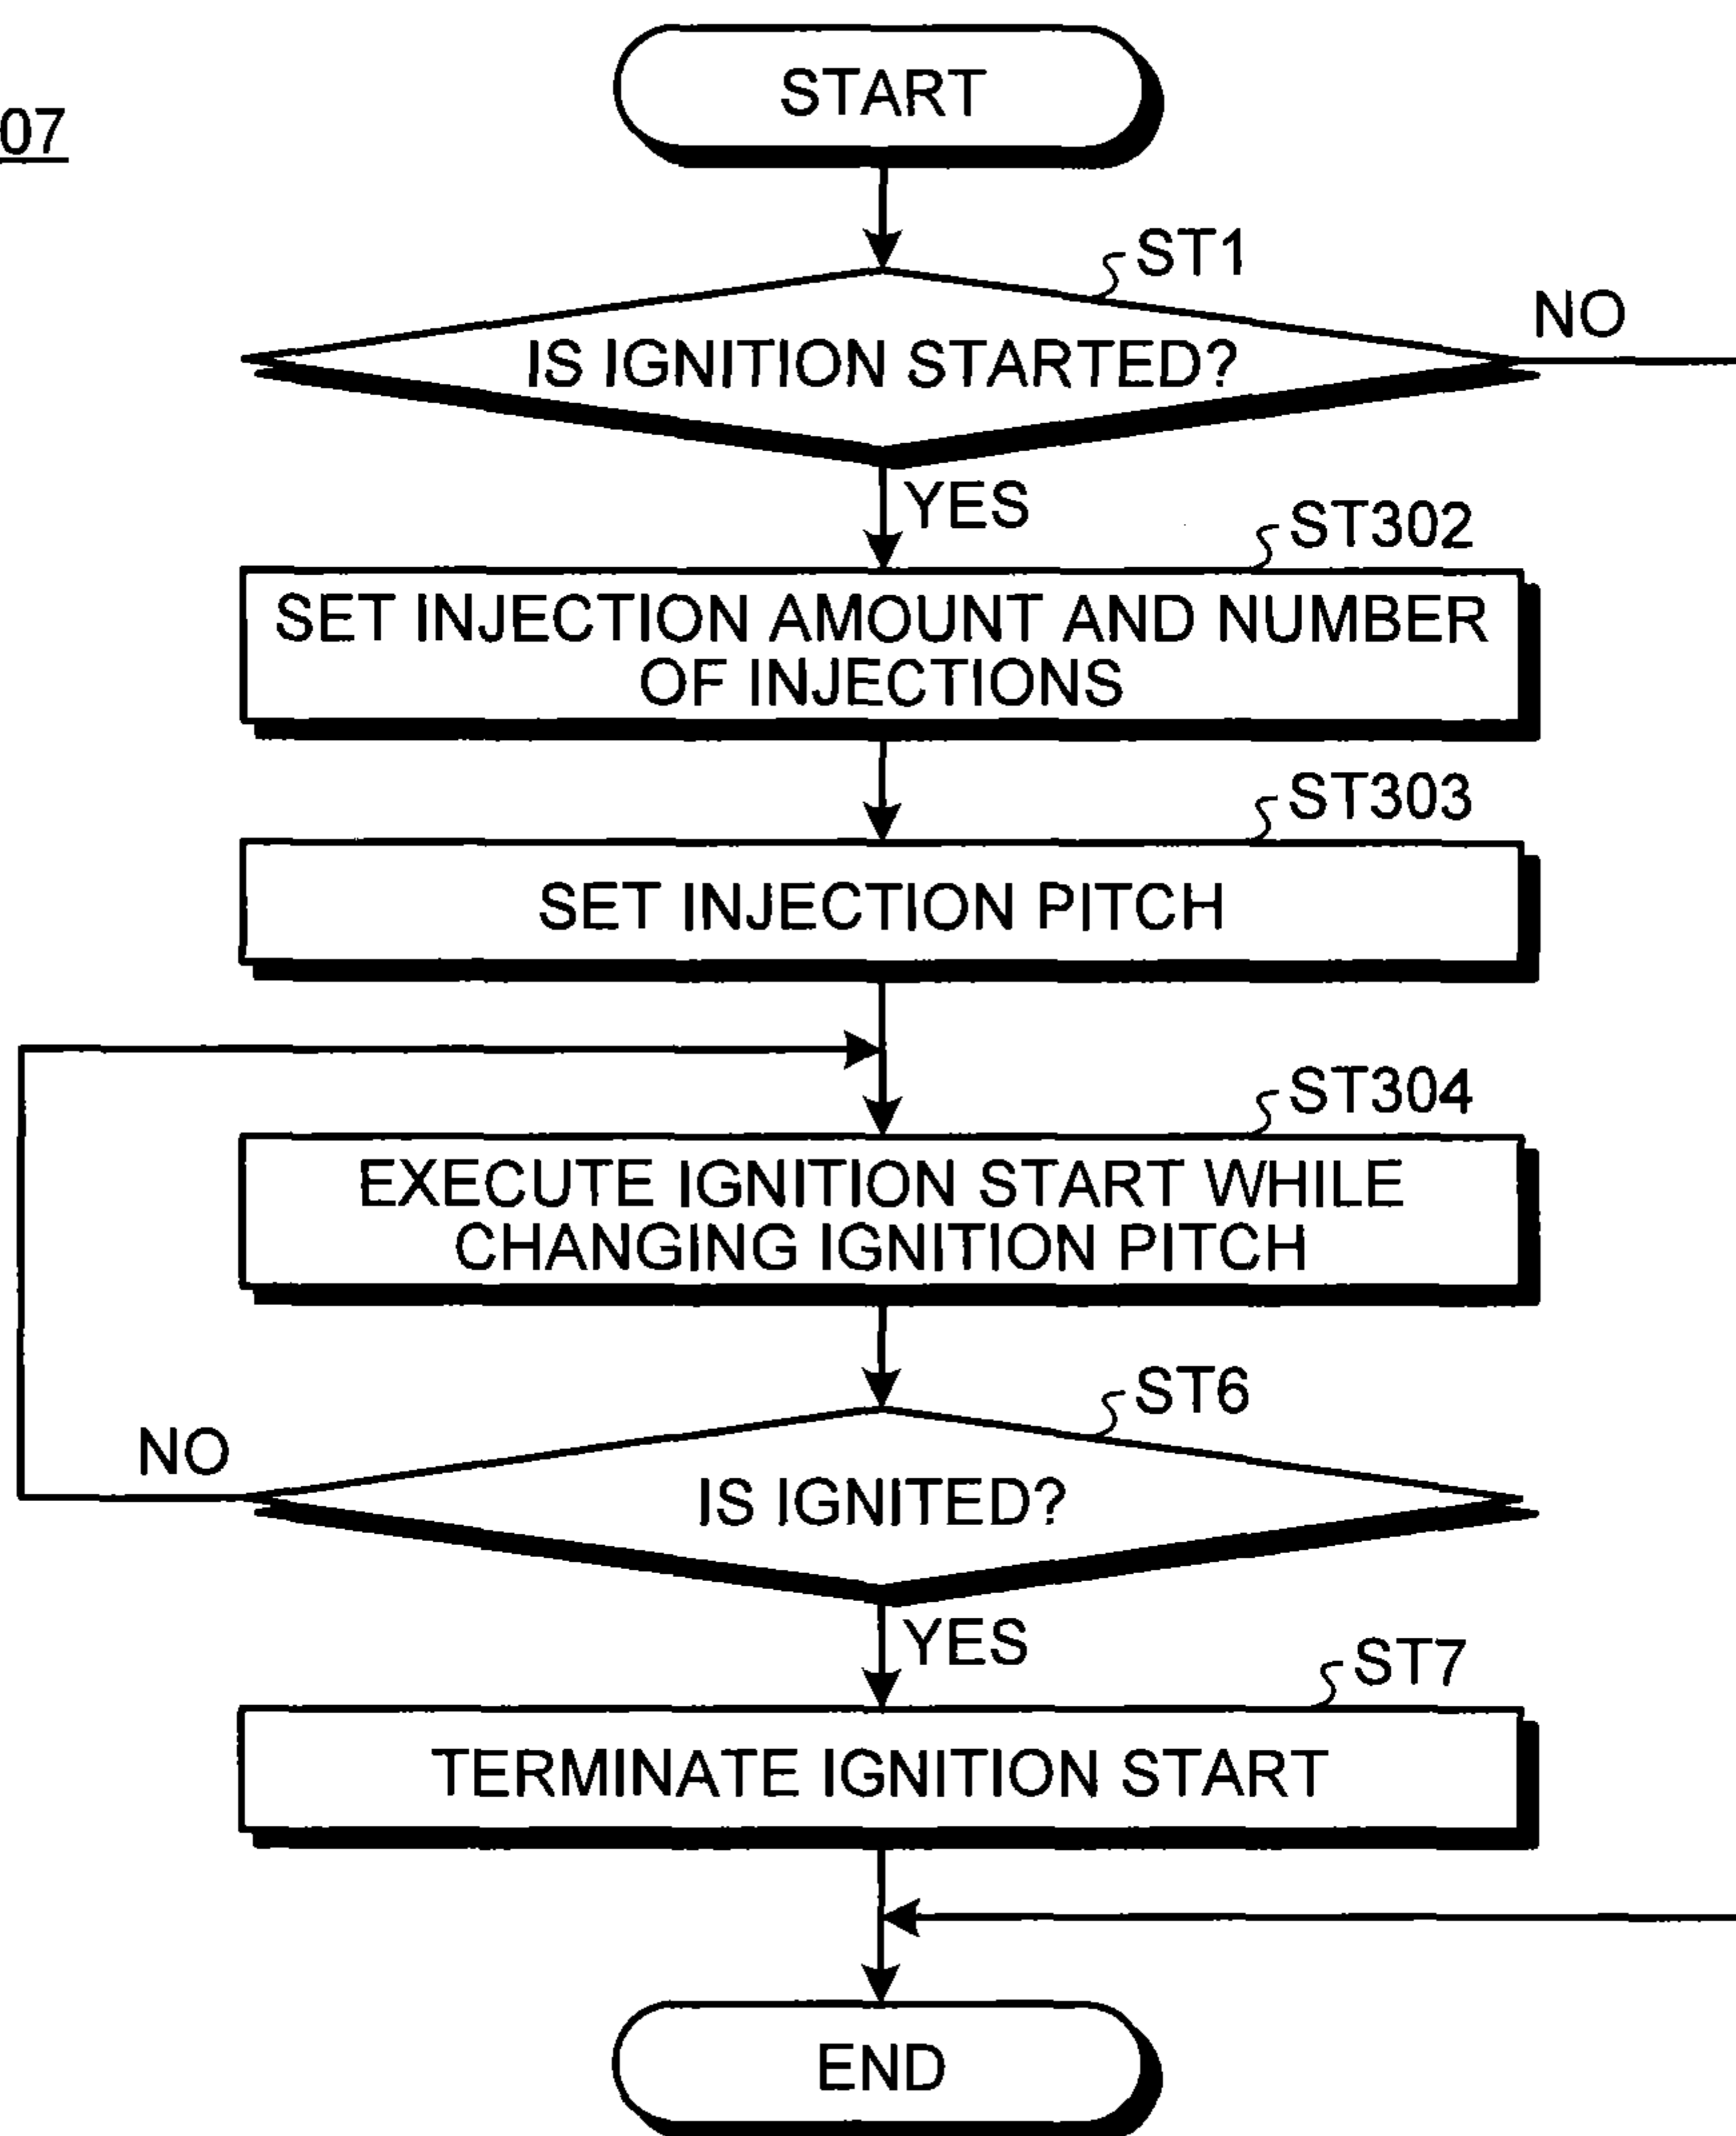 START
07
ST1
IS IGNITION STARTED?
NO
YES
ST302
SET INJECTION AMOUNT AND NUMBER
OF INJECTIONS
ST303
SET INJECTION PITCH
ST304
EXECUTE IGNITION START WHILE
CHANGING IGNITION PITCH
ST6
NO
IS IGNITED?
YES
ST7
TERMINATE IGNITION START
END